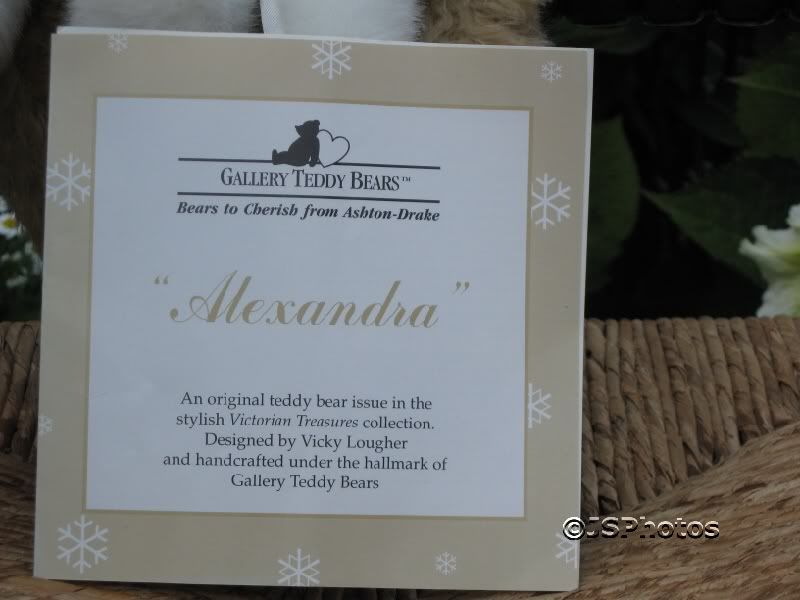 GALLERY TEDDY BEARS™
Bears to Cherish from Ashton-Drake
“Alexandra”
An original teddy bear issue in the
stylish Victorian Treasures collection.
Designed by Vicky Lougher
and handcrafted under the hallmark of
Gallery Teddy Bears
©JSPhotos